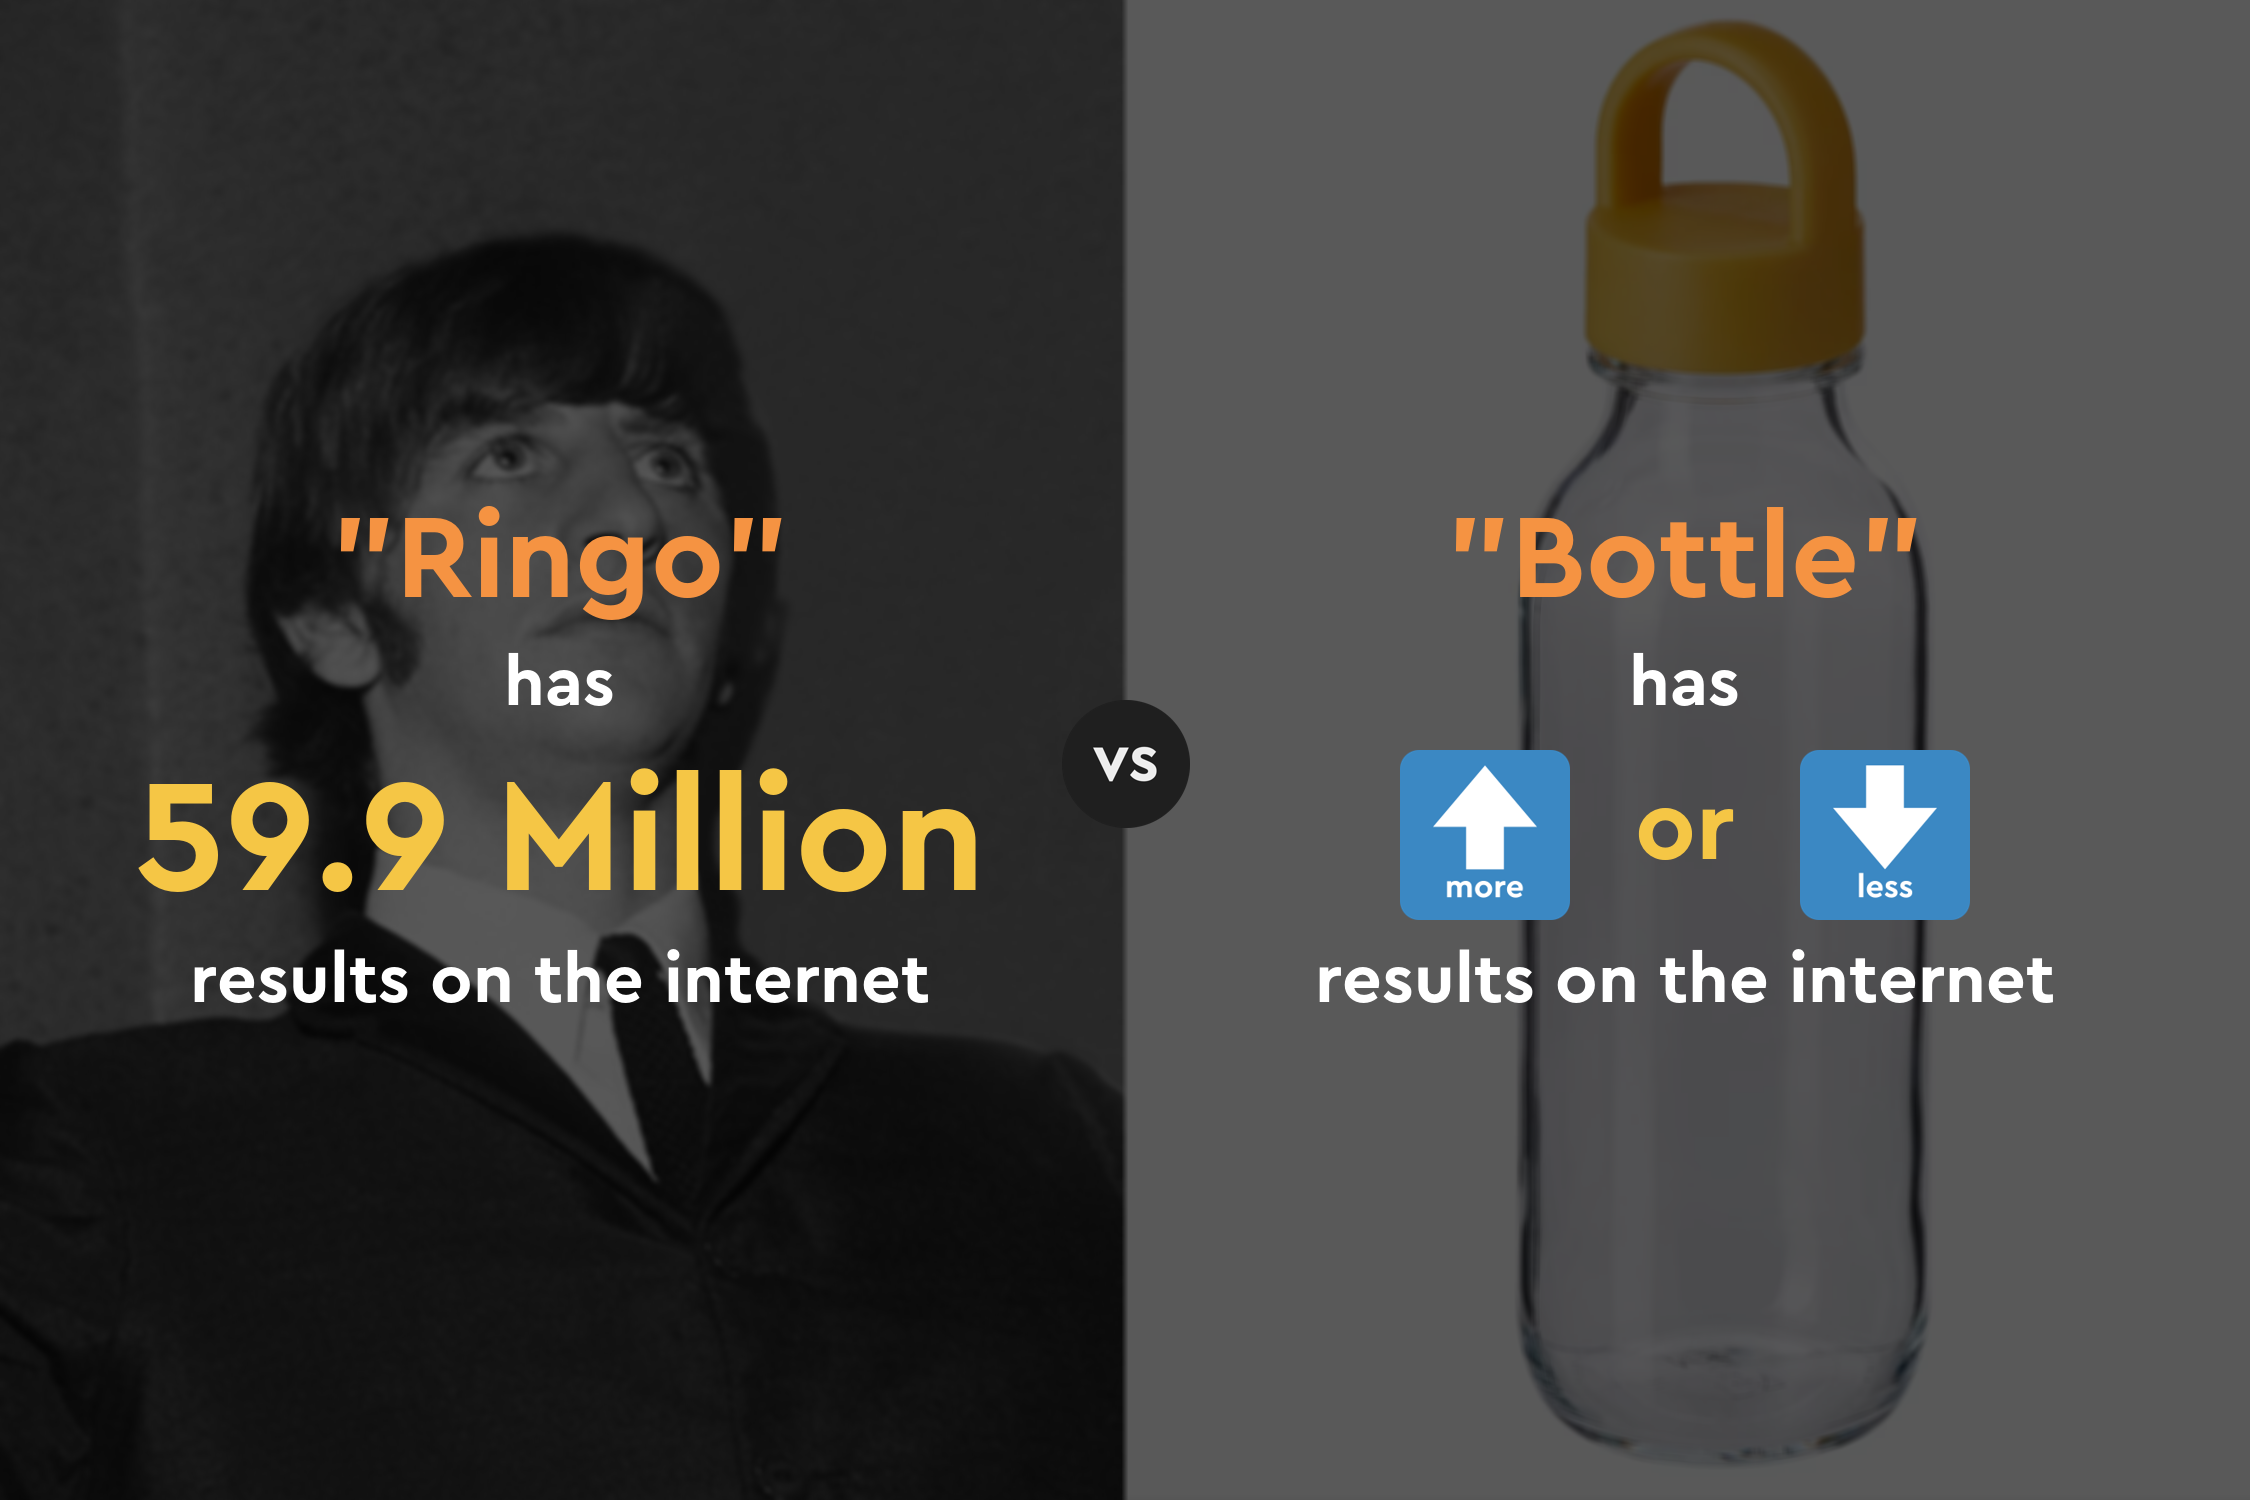 "Ringo"
has
59.9 Million
results on the internet
vs
"Bottle"
has
more
or
less
results on the internet